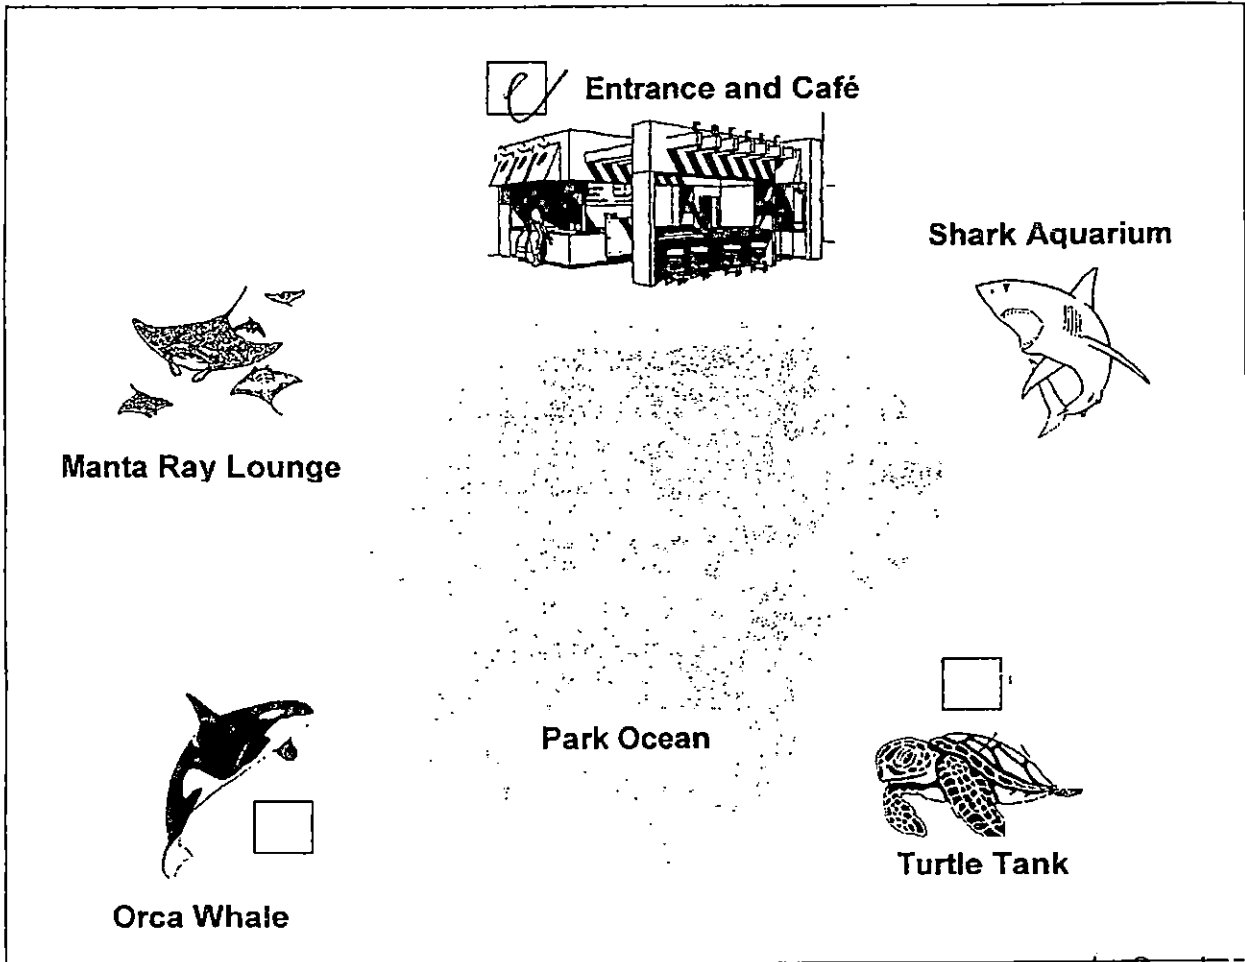 Entrance and Café
Shark Aquarium
Manta Ray Lounge
Park Ocean
Turtle Tank
Orca Whale